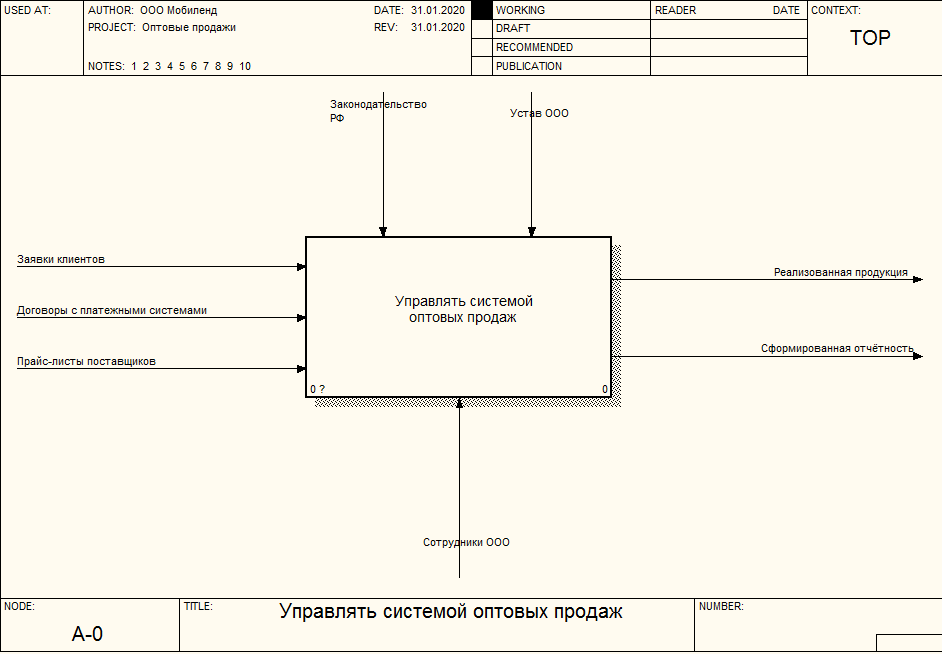 USED AT:
AUTHOR: ООО Мобиленд
DATE: 31.01.2020
PROJECT: Оптовые продажи
REV: 31.01.2020
NOTES: 1 2 3 4 5 6 7 8 9 10
WORKING
DRAFT
RECOMMENDED
PUBLICATION
READER
DATE
CONTEXT:
TOP
Законодательство
РФ
Устав ООО
Заявки клиентов
Договоры с платежными системами
Прайс-листы поставщиков
Управлять системой
оптовых продаж
0 ?
0
Реализованная продукция
Сформированная отчётность
Сотрудники ООО
NODE:
A-0
TITLE:
Управлять системой оптовых продаж
NUMBER: